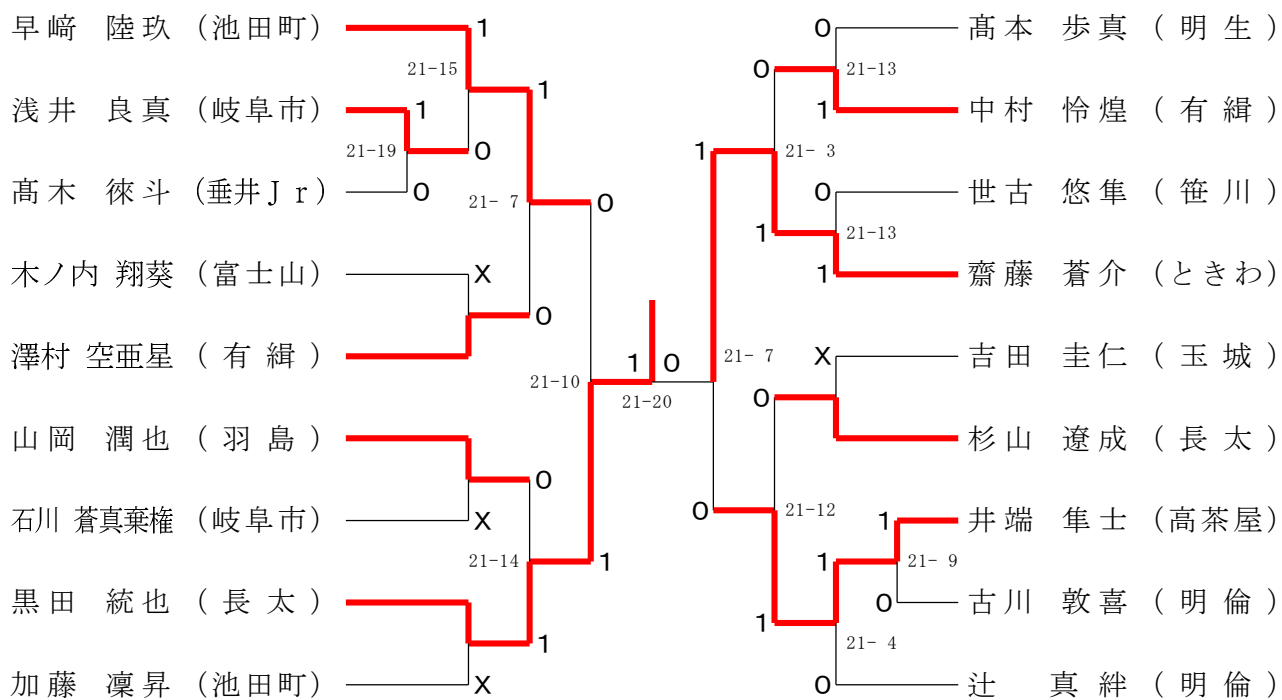 早﨑 陸玖 (池田町)
1
21-15
1
浅井 良真 (岐阜市)
1
21-19
0
髙木 徠斗 (垂井Jr)
0
21- 7
0
木ノ内 翔葵 (富士山)
X
0
澤村 空亜星 (有緝)
21-10
山岡 潤也 (羽島)
0
石川 蒼真棄権 (岐阜市)
X
21-14
1
黒田 統也 (長太)
1
加藤 凜昇 (池田町)
X
1 0
21-20
0
髙本 歩真 (明生)
0
21-13
1
中村 怜煌 (有緝)
1
21- 3
0
世古 悠隼 (笹川)
1
21-13
1
齋藤 蒼介 (ときわ)
21- 7
X
吉田 圭仁 (玉城)
0
杉山 遼成 (長太)
0
21-12
1
井端 隼士 (高茶屋)
1
21- 9
0
古川 敦喜 (明倫)
1
21- 4
0
辻 真絆 (明倫)